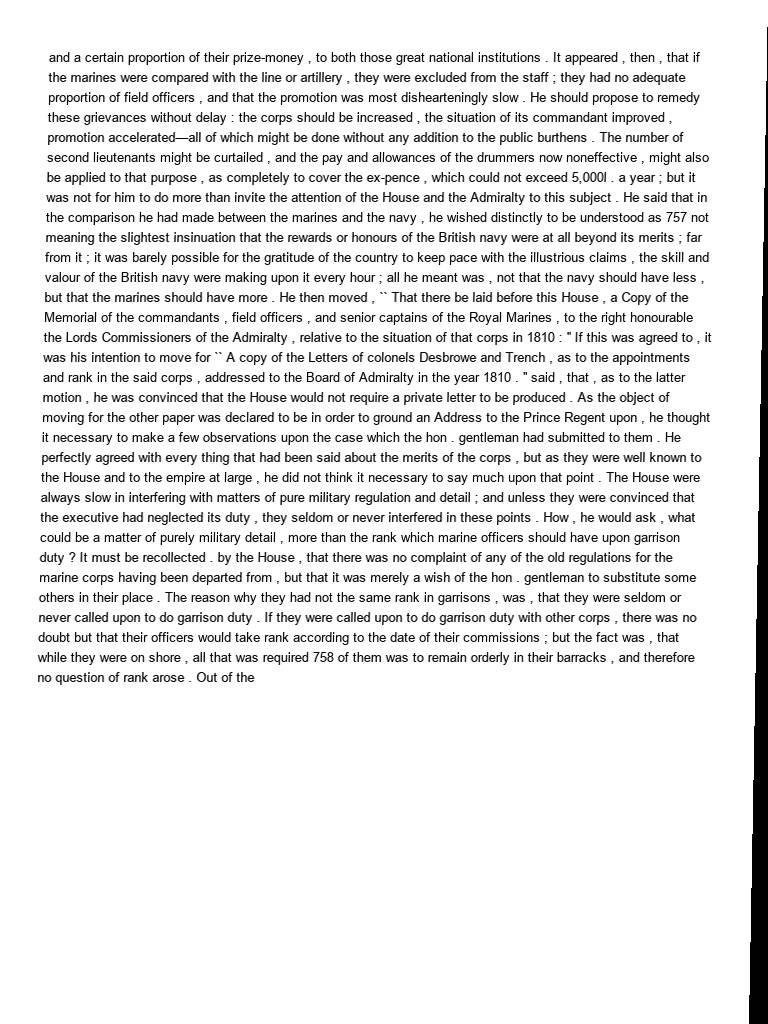 and a certain proportion of their prize-money , to both those great national institutions . It appeared , then , that if
the marines were compared with the line or artillery , they were excluded from the staff ; they had no adequate
proportion of field officers , and that the promotion was most dishearteningly slow . He should propose to remedy
these grievances without delay : the corps should be increased , the situation of its commandant improved ,
promotion accelerated—all of which might be done without any addition to the public burthens . The number of
second lieutenants might be curtailed , and the pay and allowances of the drummers now noneffective , might also
be applied to that purpose , as completely to cover the ex-pence , which could not exceed 5,000l . a year ; but it
was not for him to do more than invite the attention of the House and the Admiralty to this subject . He said that in
the comparison he had made between the marines and the navy , he wished distinctly to be understood as 757 not
meaning the slightest insinuation that the rewards or honours of the British navy were at all beyond its merits ; far
from it ; it was barely possible for the gratitude of the country to keep pace with the illustrious claims , the skill and
valour of the British navy were making upon it every hour ; all he meant was , not that the navy should have less ,
but that the marines should have more . He then moved , `` That there be laid before this House , a Copy of the
Memorial of the commandants , field officers , and senior captains of the Royal Marines , to the right honourable
the Lords Commissioners of the Admiralty , relative to the situation of that corps in 1810 : " If this was agreed to , it
was his intention to move for `` A copy of the Letters of colonels Desbrowe and Trench , as to the appointments
and rank in the said corps , addressed to the Board of Admiralty in the year 1810 . " said , that , as to the latter
motion , he was convinced that the House would not require a private letter to be produced . As the object of
moving for the other paper was declared to be in order to ground an Address to the Prince Regent upon , he thought
it necessary to make a few observations upon the case which the hon . gentleman had submitted to them . He
perfectly agreed with every thing that had been said about the merits of the corps , but as they were well known to
the House and to the empire at large , he did not think it necessary to say much upon that point . The House were
always slow in interfering with matters of pure military regulation and detail ; and unless they were convinced that
the executive had neglected its duty , they seldom or never interfered in these points . How , he would ask , what
could be a matter of purely military detail , more than the rank which marine officers should have upon garrison
duty ? It must be recollected . by the House , that there was no complaint of any of the old regulations for the
marine corps having been departed from , but that it was merely a wish of the hon . gentleman to substitute some
others in their place . The reason why they had not the same rank in garrisons , was , that they were seldom or
never called upon to do garrison duty . If they were called upon to do garrison duty with other corps , there was no
doubt but that their officers would take rank according to the date of their commissions ; but the fact was , that
while they were on shore , all that was required 758 of them was to remain orderly in their barracks , and therefore
no question of rank arose . Out of the